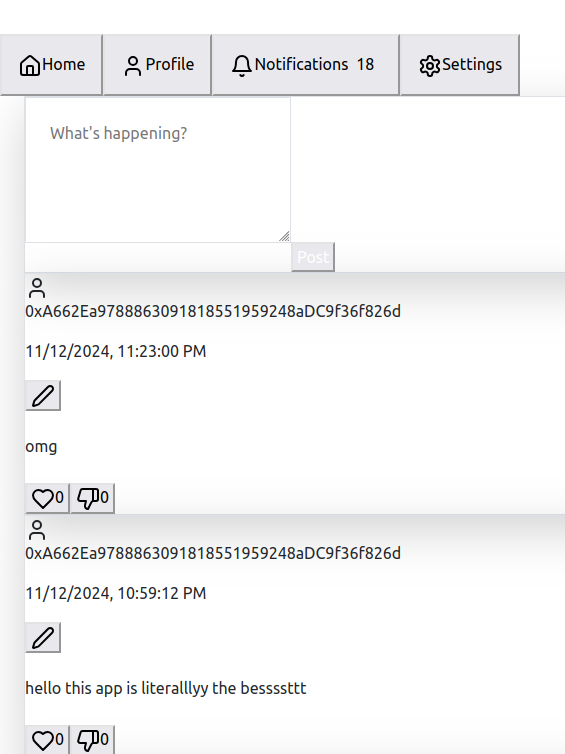 Home Profile Notifications 18 Settings
What's happening?
Post
0xA662Ea9788863091818551959248aDC9f36f826d
11/12/2024, 11:23:00 PM
omg
0 0
0xA662Ea9788863091818551959248aDC9f36f826d
11/12/2024, 10:59:12 PM
hello this app is literalllyy the bessssttt
0 0